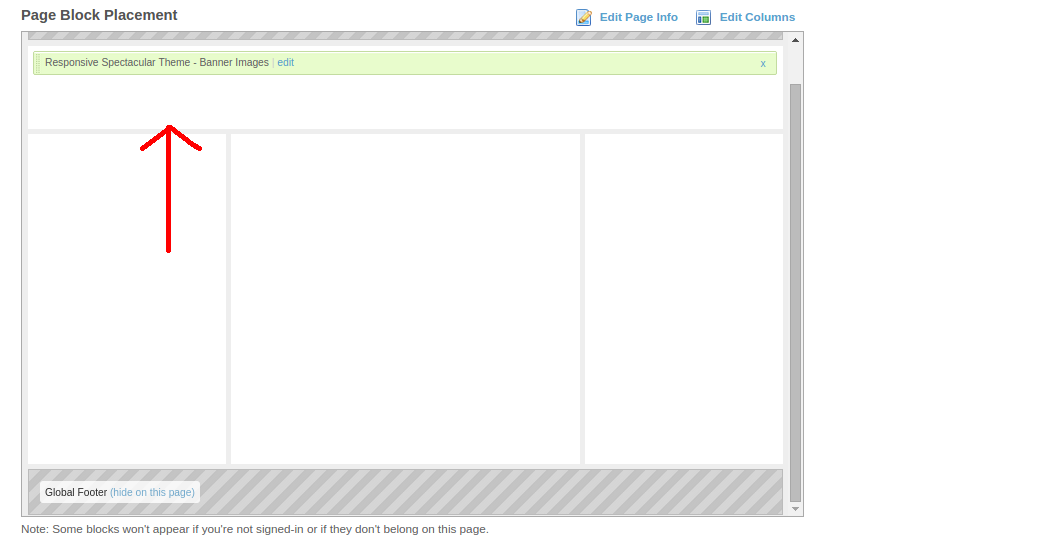 Page Block Placement
Edit Page Info
Edit Columns
Responsive Spectacular Theme - Banner Images | edit
x
Global Footer (hide on this page)
Note: Some blocks won't appear if you're not signed-in or if they don't belong on this page.